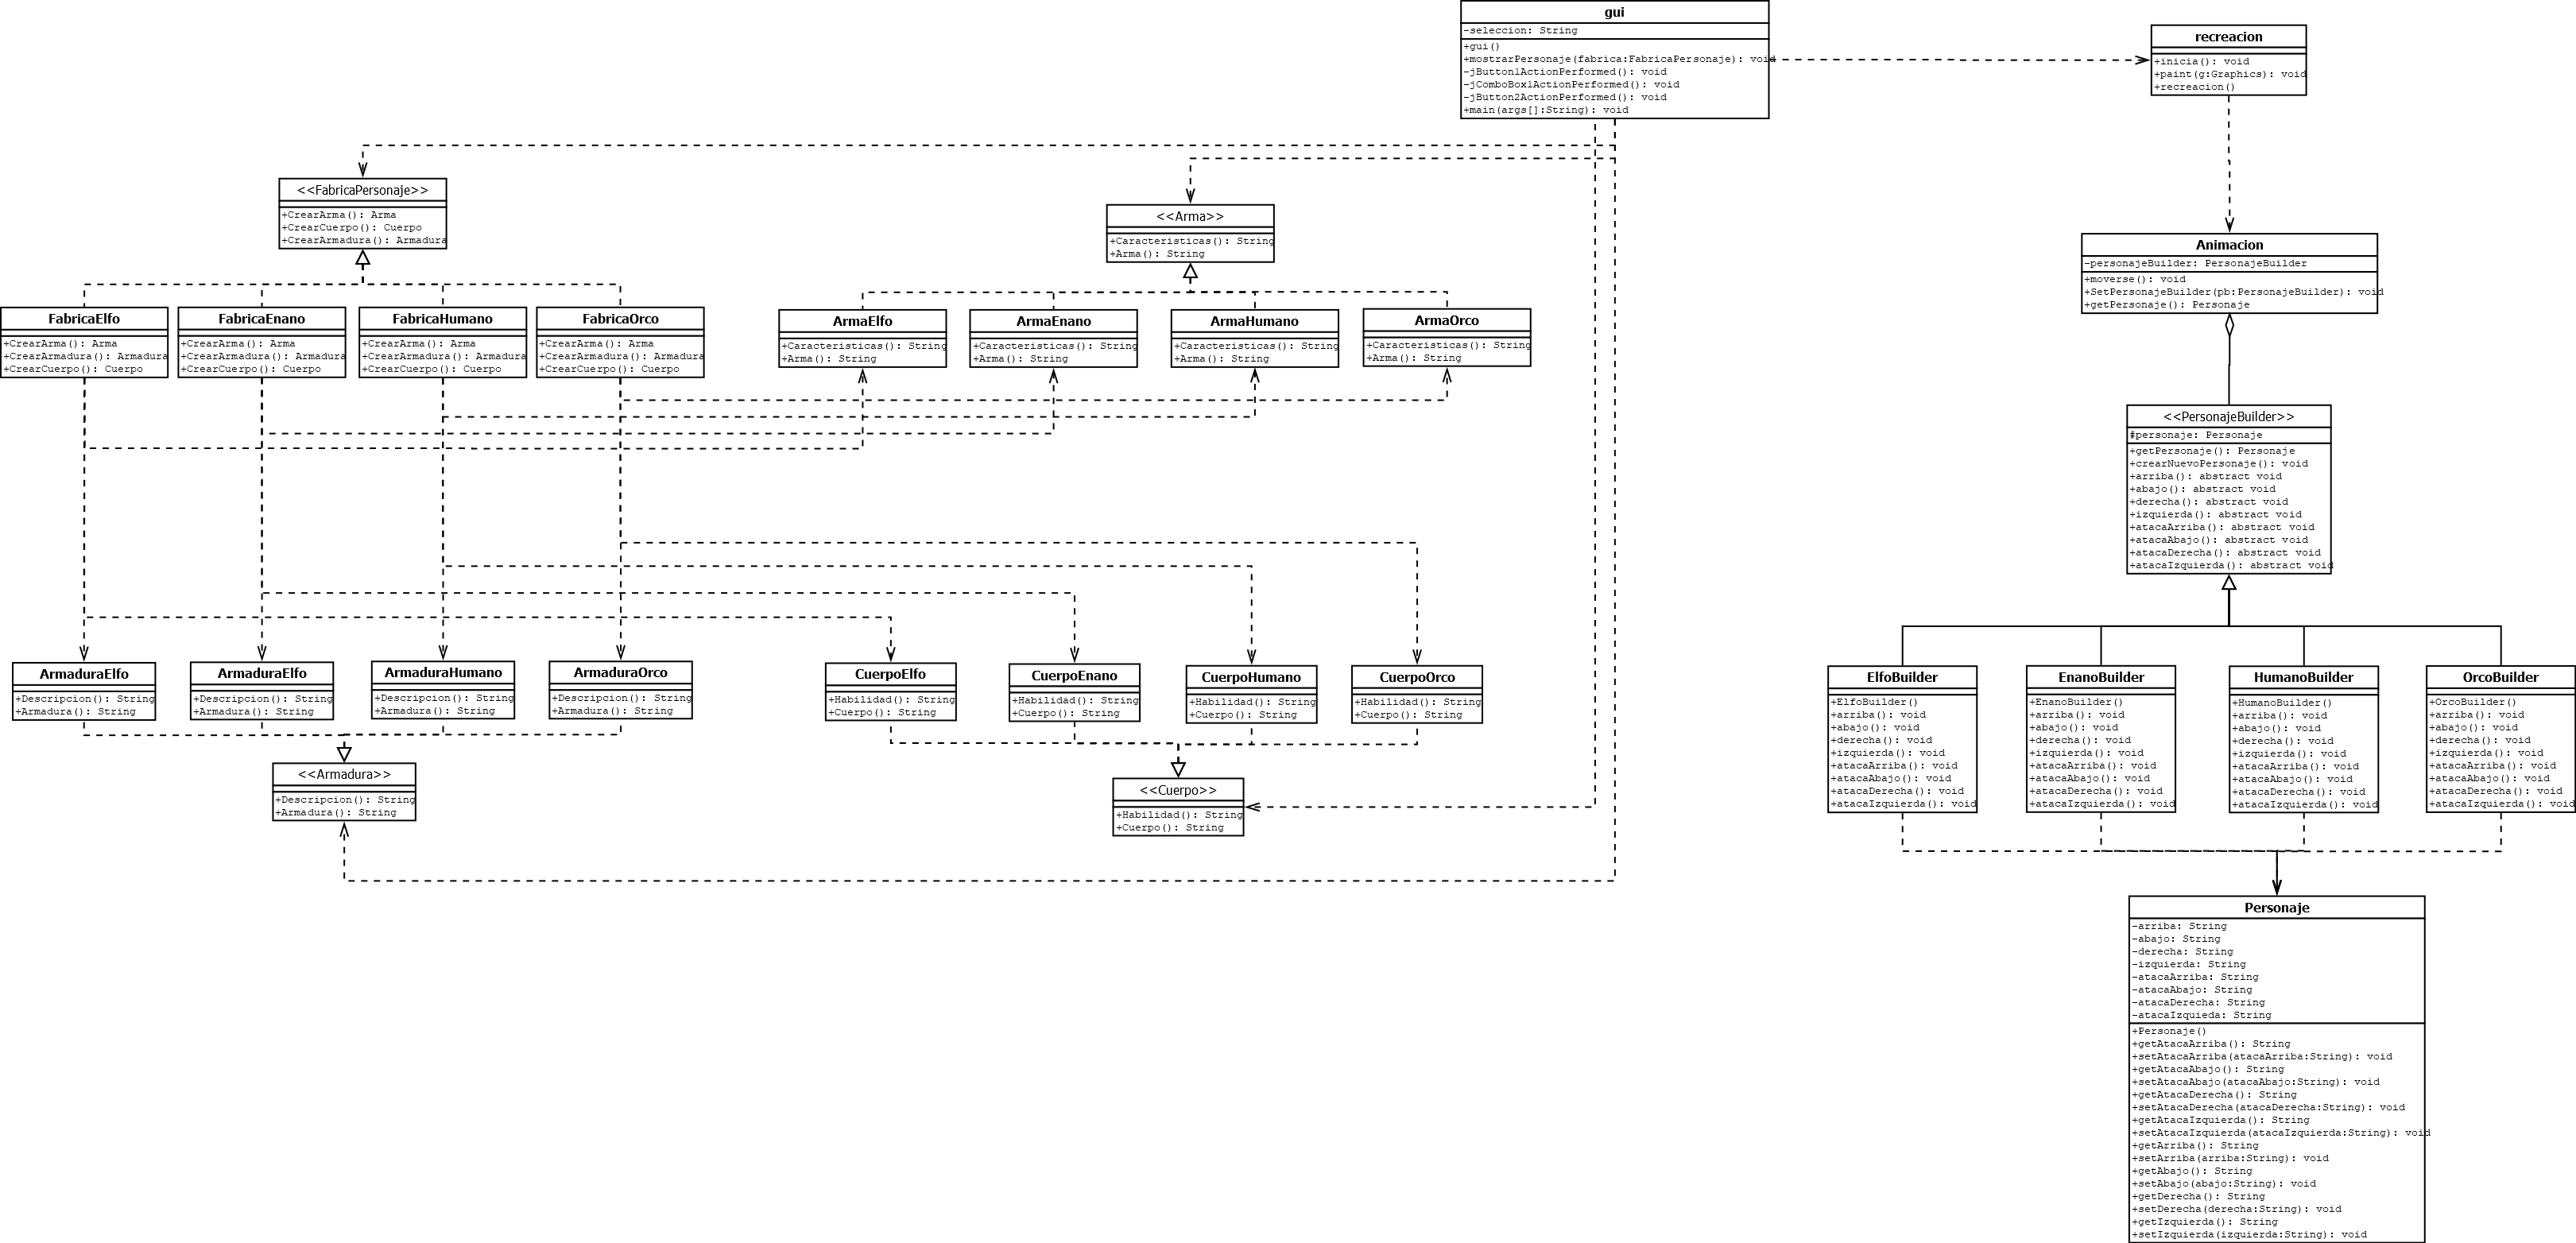 gui
-seleccion: String
+gui()
+mostrarPersonaje(fabrica:FabricaPersonaje): void
-jButton1ActionPerformed(): void
-jComboBox1ActionPerformed(): void
-jButton2ActionPerformed(): void
+main(args[]:String): void
recreacion
+inicia(): void
+paint(g:Graphics): void
+recreacion()
<<FabricaPersonaje>>
+CrearArma(): Arma
+CrearCuerpo(): Cuerpo
+CrearArmadura(): Armadura
<<Arma>>
+Caracteristicas(): String
+Arma(): String
Animacion
-personajeBuilder: PersonajeBuilder
+moverse(): void
+SetPersonajeBuilder(pb:PersonajeBuilder): void
+getPersonaje(): Personaje
FabricaElfo
+CrearArma(): Arma
+CrearArmadura(): Armadura
+CrearCuerpo(): Cuerpo
FabricaEnano
+CrearArma(): Arma
+CrearArmadura(): Armadura
+CrearCuerpo(): Cuerpo
FabricaHumano
+CrearArma(): Arma
+CrearArmadura(): Armadura
+CrearCuerpo(): Cuerpo
FabricaOrco
+CrearArma(): Arma
+CrearArmadura(): Armadura
+CrearCuerpo(): Cuerpo
ArmaElfo
+Caracteristicas(): String
+Arma(): String
ArmaEnano
+Caracteristicas(): String
+Arma(): String
ArmaHumano
+Caracteristicas(): String
+Arma(): String
ArmaOrco
+Caracteristicas(): String
+Arma(): String
<<PersonajeBuilder>>
#personaje: Personaje
+getPersonaje(): Personaje
+crearNuevoPersonaje(): void
+arriba(): abstract void
+abajo(): abstract void
+derecha(): abstract void
+izquierda(): abstract void
+atacaArriba(): abstract void
+atacaAbajo(): abstract void
+atacaDerecha(): abstract void
+atacaIzquierda(): abstract void
ArmaduraElfo
+Descripcion(): String
+Armadura(): String
ArmaduraElfo
+Descripcion(): String
+Armadura(): String
ArmaduraHumano
+Descripcion(): String
+Armadura(): String
ArmaduraOrco
+Descripcion(): String
+Armadura(): String
CuerpoElfo
+Habilidad(): String
+Cuerpo(): String
CuerpoEnano
+Habilidad(): String
+Cuerpo(): String
CuerpoHumano
+Habilidad(): String
+Cuerpo(): String
CuerpoOrco
+Habilidad(): String
+Cuerpo(): String
ElfoBuilder
+ElfoBuilder()
+arriba(): void
+abajo(): void
+derecha(): void
+izquierda(): void
+atacaArriba(): void
+atacaAbajo(): void
+atacaDerecha(): void
+atacaIzquierda(): void
EnanoBuilder
+EnanoBuilder()
+arriba(): void
+abajo(): void
+derecha(): void
+izquierda(): void
+atacaArriba(): void
+atacaAbajo(): void
+atacaDerecha(): void
+atacaIzquierda(): void
HumanoBuilder
+HumanoBuilder()
+arriba(): void
+abajo(): void
+derecha(): void
+izquierda(): void
+atacaArriba(): void
+atacaAbajo(): void
+atacaDerecha(): void
+atacaIzquierda(): void
OrcoBuilder
+OrcoBuilder()
+arriba(): void
+abajo(): void
+derecha(): void
+izquierda(): void
+atacaArriba(): void
+atacaAbajo(): void
+atacaDerecha(): void
+atacaIzquierda(): void
<<Armadura>>
+Descripcion(): String
+Armadura(): String
<<Cuerpo>>
+Habilidad(): String
+Cuerpo(): String
Personaje
-arriba: String
-abajo: String
-derecha: String
-izquierda: String
-atacaArriba: String
-atacaAbajo: String
-atacaDerecha: String
-atacaIzquieda: String
+Personaje()
+getAtacaArriba(): String
+setAtacaArriba(atacaArriba:String): void
+getAtacaAbajo(): String
+setAtacaAbajo(atacaAbajo:String): void
+getAtacaDerecha(): String
+setAtacaDerecha(atacaDerecha:String): void
+getAtacaIzquierda(): String
+setAtacaIzquierda(atacaIzquierda:String): void
+getArriba(): String
+setArriba(arriba:String): void
+getAbajo(): String
+setAbajo(abajo:String): void
+getDerecha(): String
+setDerecha(derecha:String): void
+getIzquierda(): String
+setIzquierda(izquierda:String): void